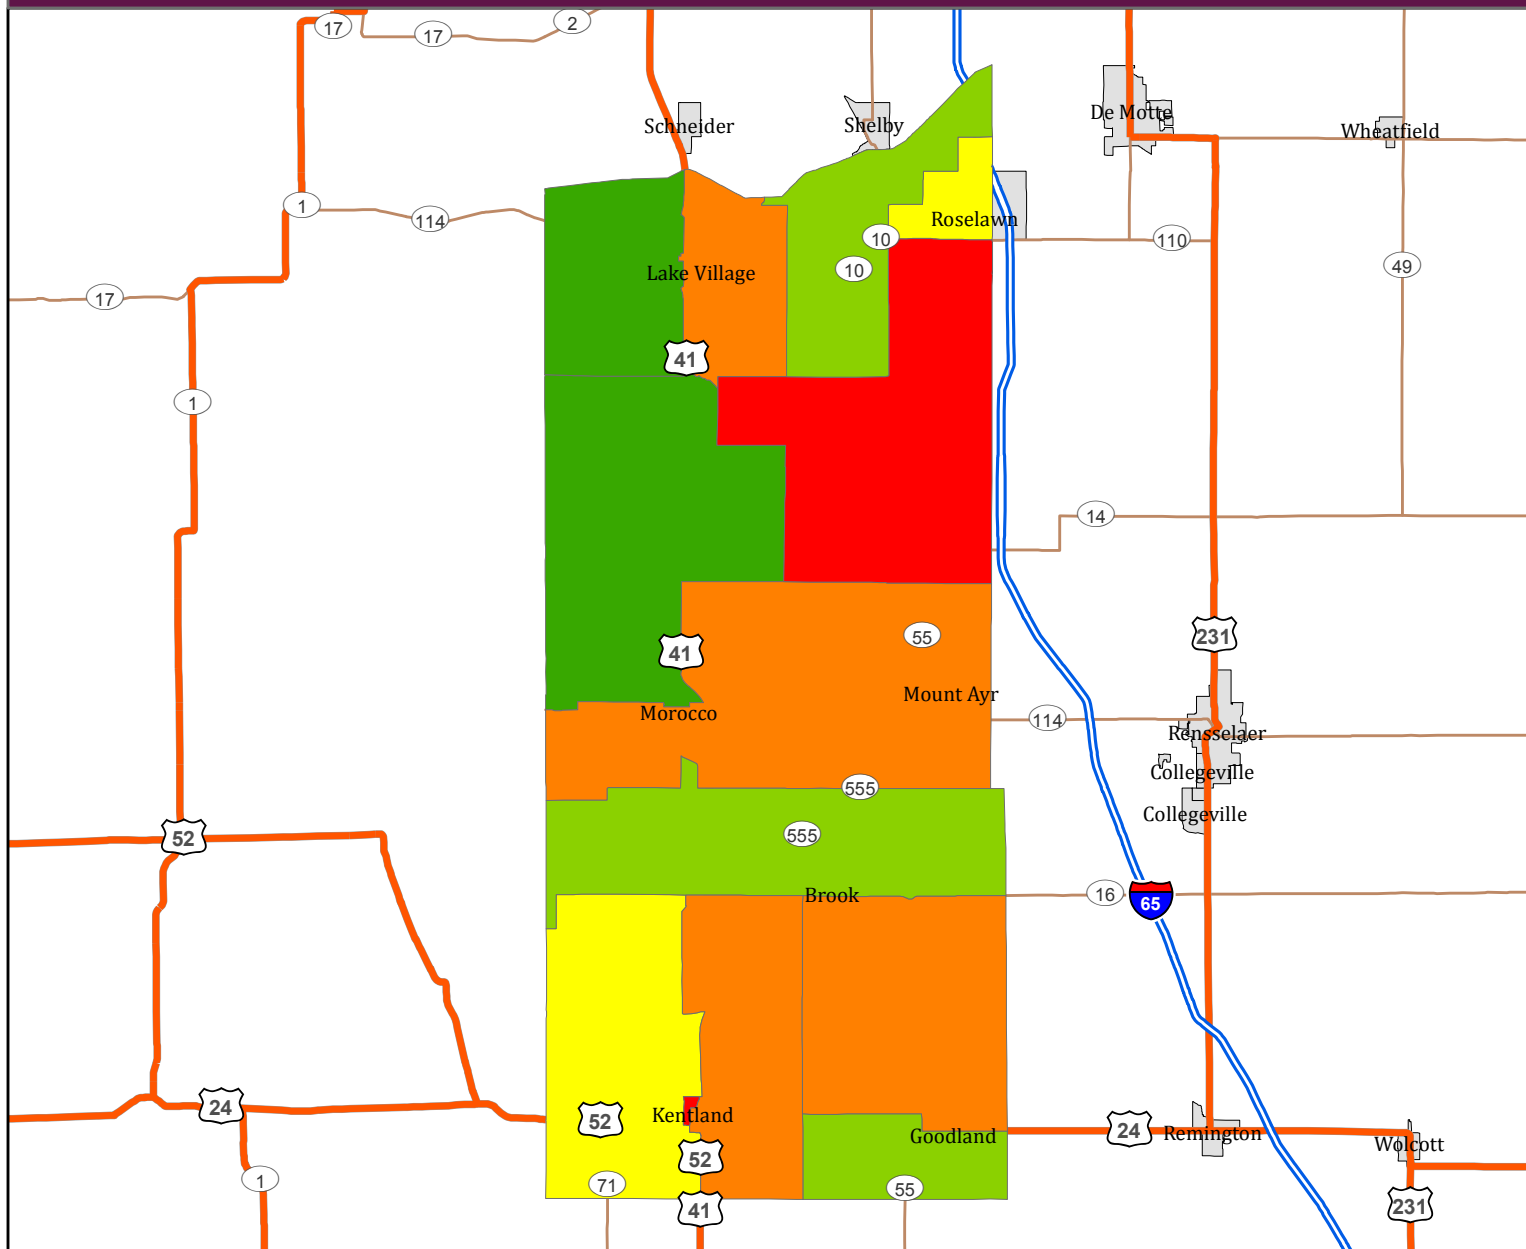 17
17
2
Schneider
Shelby
De Motte
Wheatfield
1
114
Roselawn
10
110
10
49
Lake Village
17
41
1
14
55
231
41
Mount Ayr
Morocco
114
Rensselaer
Collegeville
555
Collegeville
555
52
Brook
16
65
24
52
Kentland
24
Goodland
Remington
Wolcott
52
1
71
55
41
231